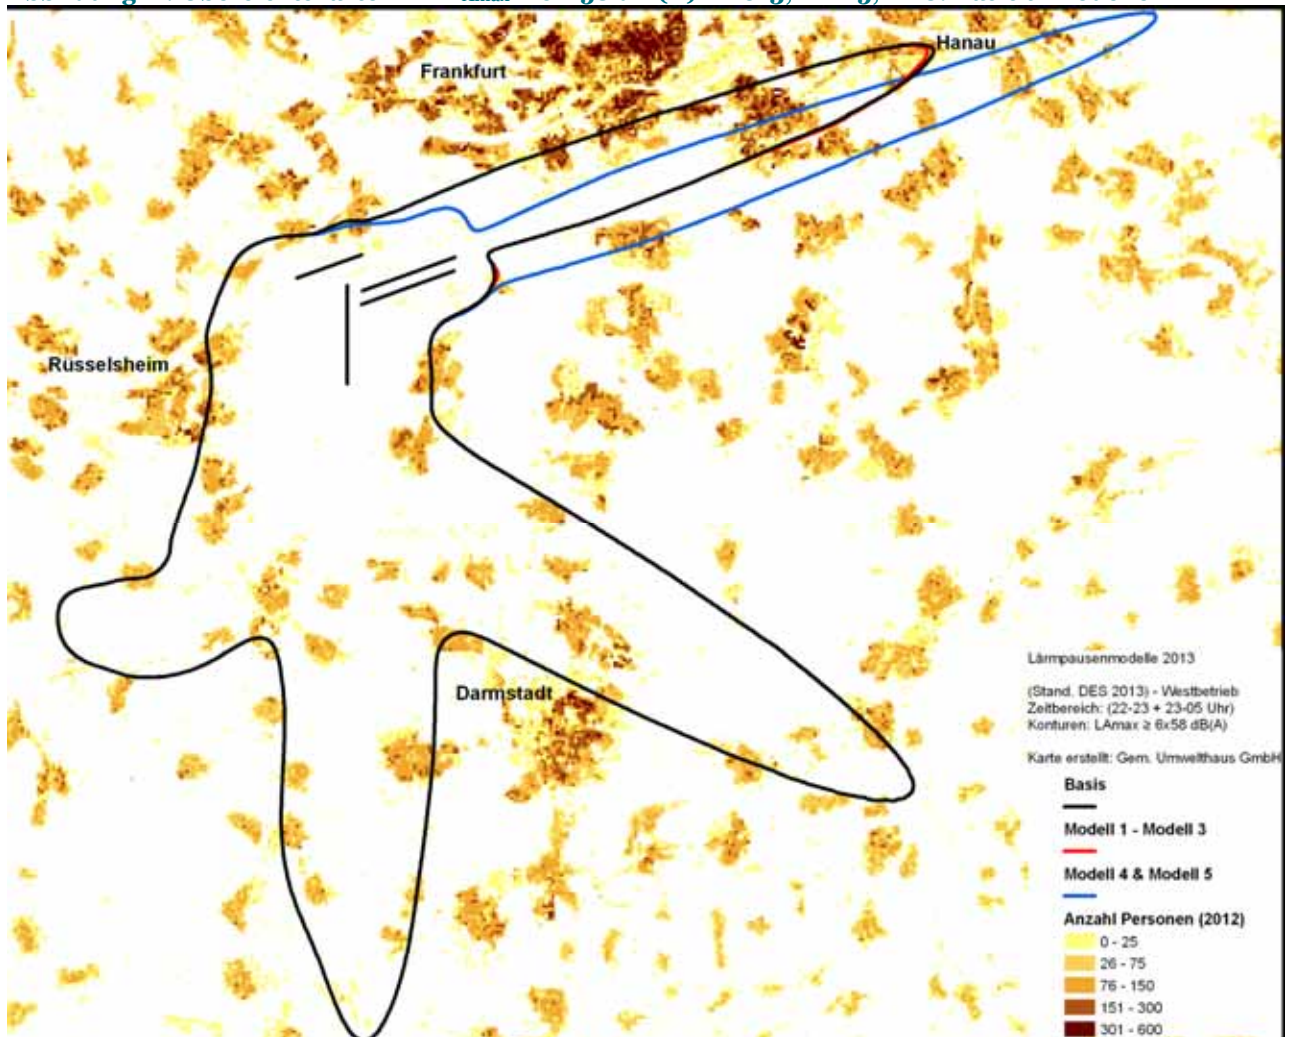 Hanau
Frankfurt
Rüsselsheim
Darmstadt
Lärmpausenmodelle 2013
(Stand. DES 2013) - Westbetrieb
Zeitbereich: (22-23 + 23-05 Uhr)
Konturen: LAmax ≥ 6x58 dB(A)
Karte erstellt: Gem. Umwelthaus GmbH
Basis
Modell 1 - Modell 3
Modell 4 & Modell 5
Anzahl Personen (2012)
0 - 25
26 - 75
76 - 150
151 - 300
301 - 600